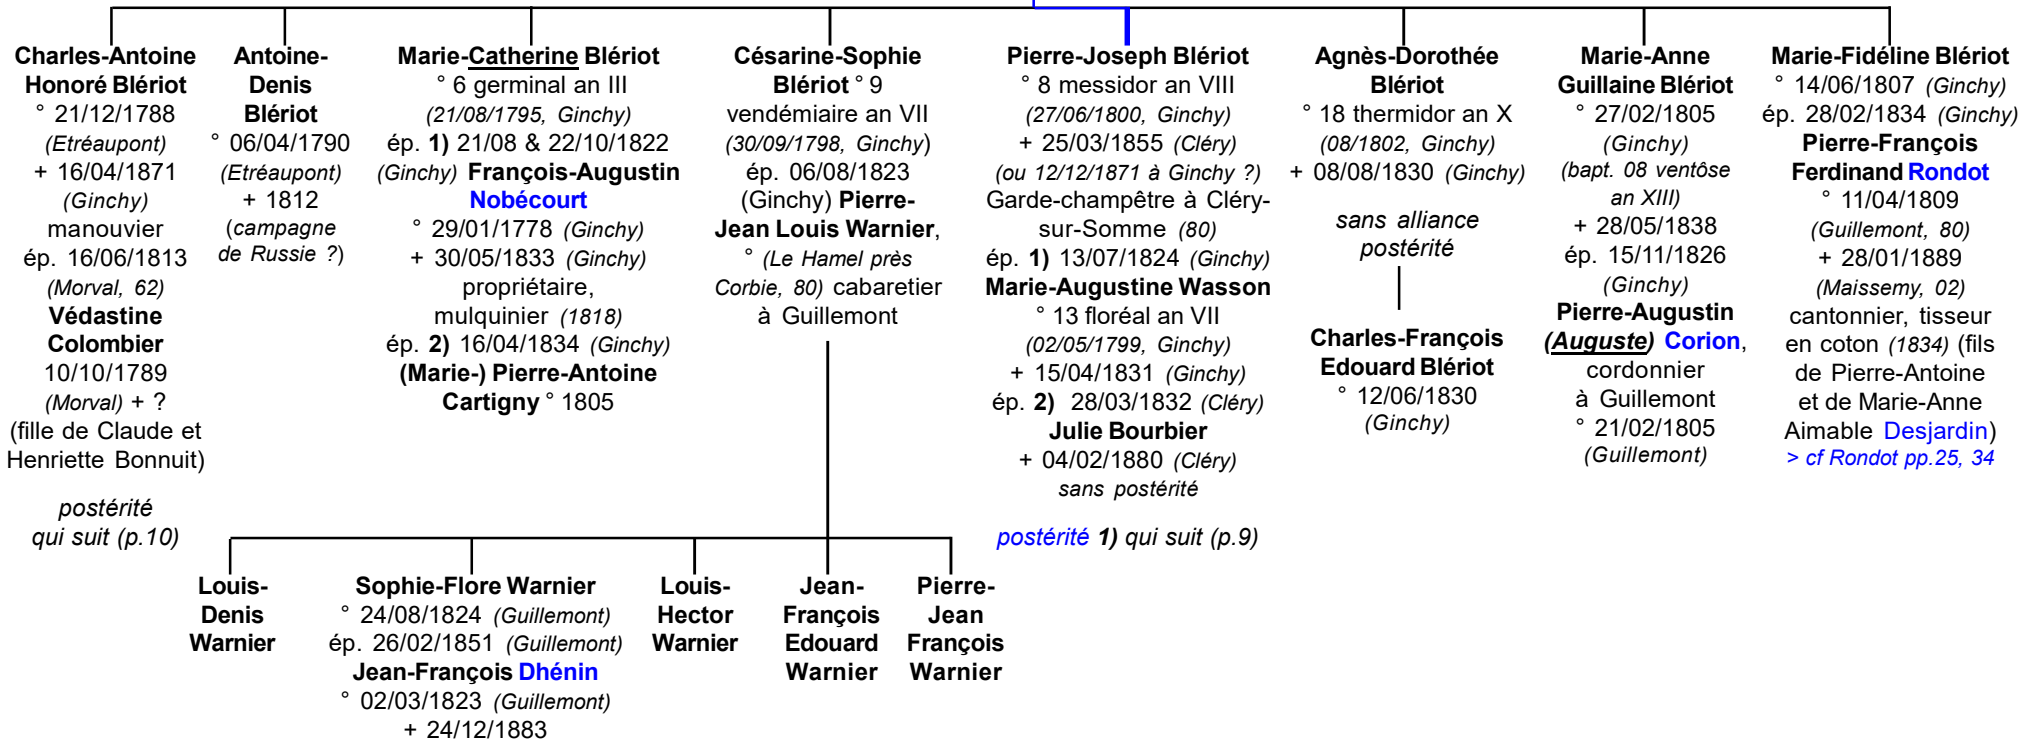 Charles-Antoine
Honoré Blériot
° 21/12/1788
(Etréaupont)
+ 16/04/1871
(Ginchy)
manouvier
ép. 16/06/1813
(Morval, 62)
Védastine
Colombier
10/10/1789
(Morval) + ?
(fille de Claude et
Henriette Bonnuit)
postérité
qui suit (p.10)
Antoine-
Denis
Blériot
° 06/04/1790
(Etréaupont)
+ 1812
(campagne
de Russie ?)
Marie-Catherine Blériot
° 6 germinal an III
(21/08/1795, Ginchy)
ép. 1) 21/08 & 22/10/1822
(Ginchy) François-Augustin
Nobécourt
° 29/01/1778 (Ginchy)
+ 30/05/1833 (Ginchy)
propriétaire,
mulquinier (1818)
ép. 2) 16/04/1834 (Ginchy)
(Marie-) Pierre-Antoine
Cartigny ° 1805
Césarine-Sophie
Blériot ° 9
vendémiaire an VII
(30/09/1798, Ginchy)
ép. 06/08/1823
(Ginchy) Pierre-
Jean Louis Warnier,
° (Le Hamel près
Corbie, 80) cabaretier
à Guillemont
Pierre-Joseph Blériot
° 8 messidor an VIII
(27/06/1800, Ginchy)
+ 25/03/1855 (Cléry)
(ou 12/12/1871 à Ginchy ?)
Garde-champêtre à Cléry-
sur-Somme (80)
ép. 1) 13/07/1824 (Ginchy)
Marie-Augustine Wasson
° 13 floréal an VII
(02/05/1799, Ginchy)
+ 15/04/1831 (Ginchy)
ép. 2) 28/03/1832 (Cléry)
Julie Bourbier
+ 04/02/1880 (Cléry)
sans postérité
postérité 1) qui suit (p.9)
Agnès-Dorothée
Blériot
° 18 thermidor an X
(08/1802, Ginchy)
+ 08/08/1830 (Ginchy)
sans alliance
postérité
Charles-François
Edouard Blériot
° 12/06/1830
(Ginchy)
Marie-Anne
Guillaine Blériot
° 27/02/1805
(Ginchy)
(bapt. 08 ventôse
an XIII)
+ 28/05/1838
ép. 15/11/1826
(Ginchy)
Pierre-Augustin
(Auguste) Corion,
cordonnier
à Guillemont
° 21/02/1805
(Guillemont)
Marie-Fidéline Blériot
° 14/06/1807 (Ginchy)
ép. 28/02/1834 (Ginchy)
Pierre-François
Ferdinand Rondot
° 11/04/1809
(Guillemont, 80)
+ 28/01/1889
(Maissemy, 02)
cantonnier, tisseur
en coton (1834) (fils
de Pierre-Antoine
et de Marie-Anne
Aimable Desjardin)
> cf Rondot pp.25, 34
Louis-
Denis
Warnier
Sophie-Flore Warnier
° 24/08/1824 (Guillemont)
ép. 26/02/1851 (Guillemont)
Jean-François Dhénin
° 02/03/1823 (Guillemont)
+ 24/12/1883
Louis-
Hector
Warnier
Jean-
François
Edouard
Warnier
Pierre-
Jean
François
Warnier